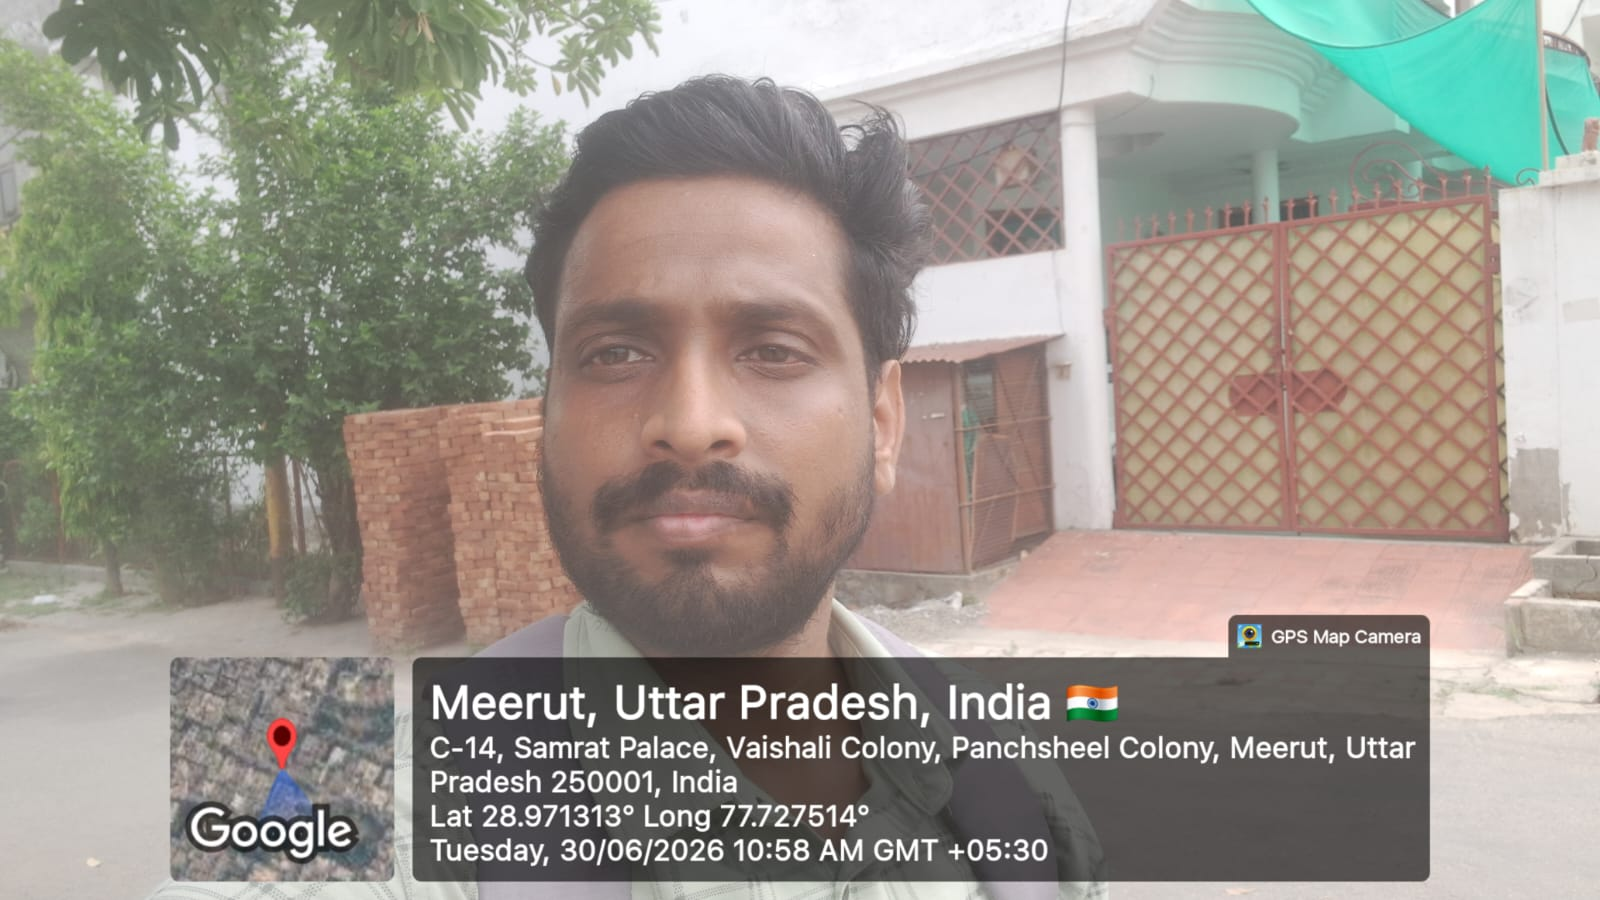 GPS Map Camera
Meerut, Uttar Pradesh, India 🇮🇳
C-14, Samrat Palace, Vaishali Colony, Panchsheel Colony, Meerut, Uttar
Pradesh 250001, India
Lat 28.971313° Long 77.727514°
Tuesday, 30/06/2026 10:58 AM GMT +05:30
Google